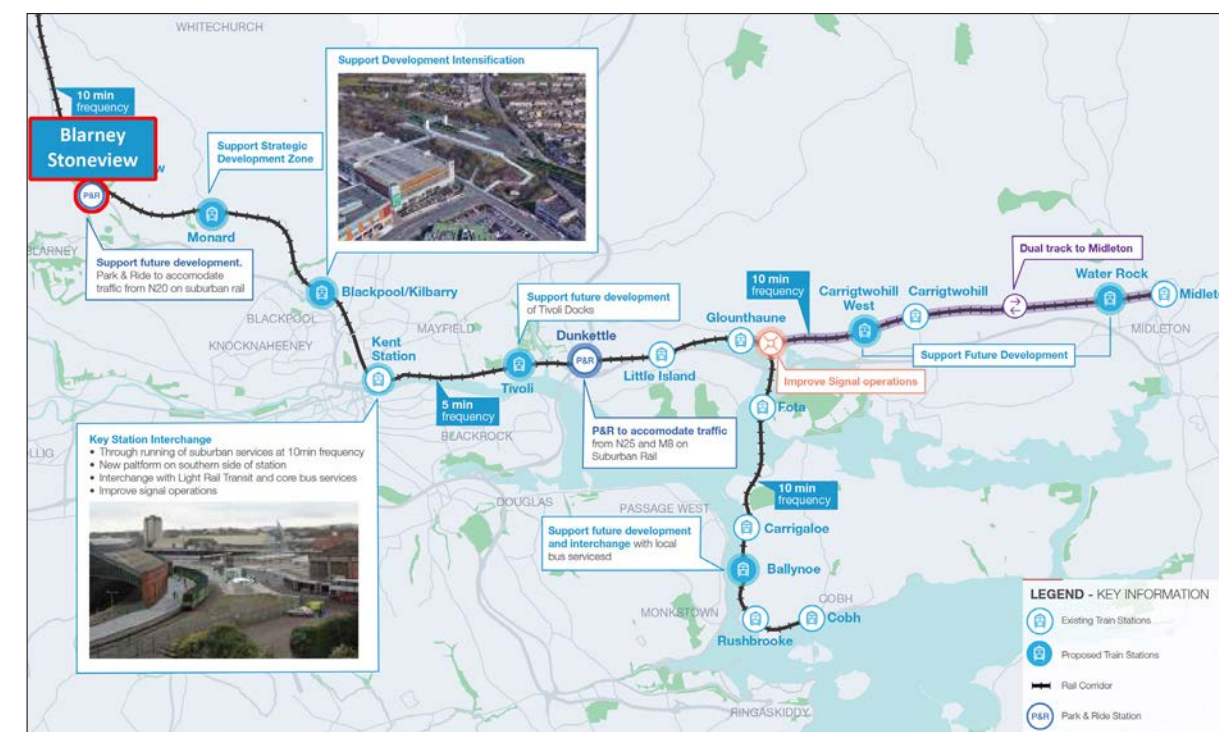 WHITECHURCH
10 min
frequency
Blarney
Stoneview
P&R
BLARNEY
Support future development.
Park & Ride to accomodate
traffic from N20 on suburban rail
Support Strategic
Development Zone
Monard
Support Development Intensification
Blackpool/Kilbarry
BLACKPOOL
KNOCKNAHEENEY
MAYFIELD
Kent
Station
5 min
frequency
Support future development
of Tivoli Docks
Tivoli
Dunkettle
P&R
BLACKROCK
P&R to accomodate traffic
from N25 and M8 on
Suburban Rail
Little Island
Glounthaune
10 min
frequency
Improve Signal operations
Carrigtwohill
West
Carrigtwohill
Dual track to Midleton
Water Rock
Midlet
MIDLETON
Support Future Development
Fota
10 min
frequency
Key Station Interchange
• Through running of suburban services at 10min frequency
• New paltform on southern side of station
• Interchange with Light Rail Transit and core bus services
• Improve signal operations
OLLIG
DOUGLAS
PASSAGE WEST
Support future development
and interchange with local
bus servicesd
Carrigaloe
Ballynoe
MONKSTOWN
COBH
Rushbrooke
Cobh
RINGASKIDDY
LEGEND - KEY INFORMATION
Existing Train Stations
Proposed Train Stations
Rail Corridor
P&R Park & Ride Station